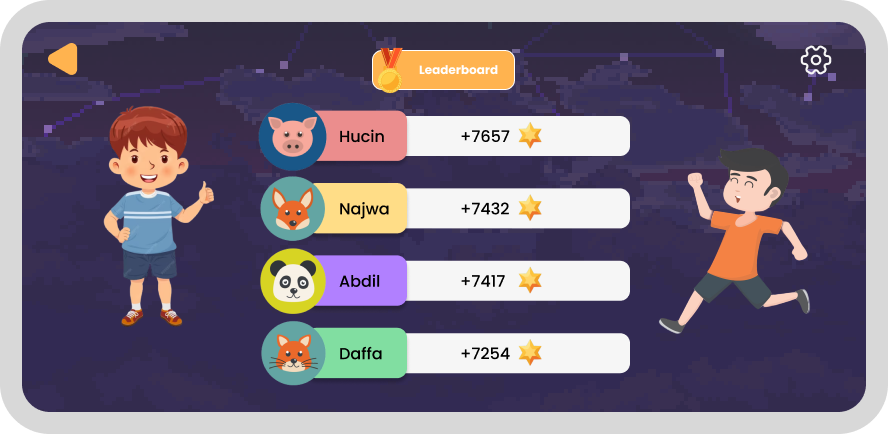 Leaderboard
Hucin +7657
Najwa +7432
Abdil +7417
Daffa +7254